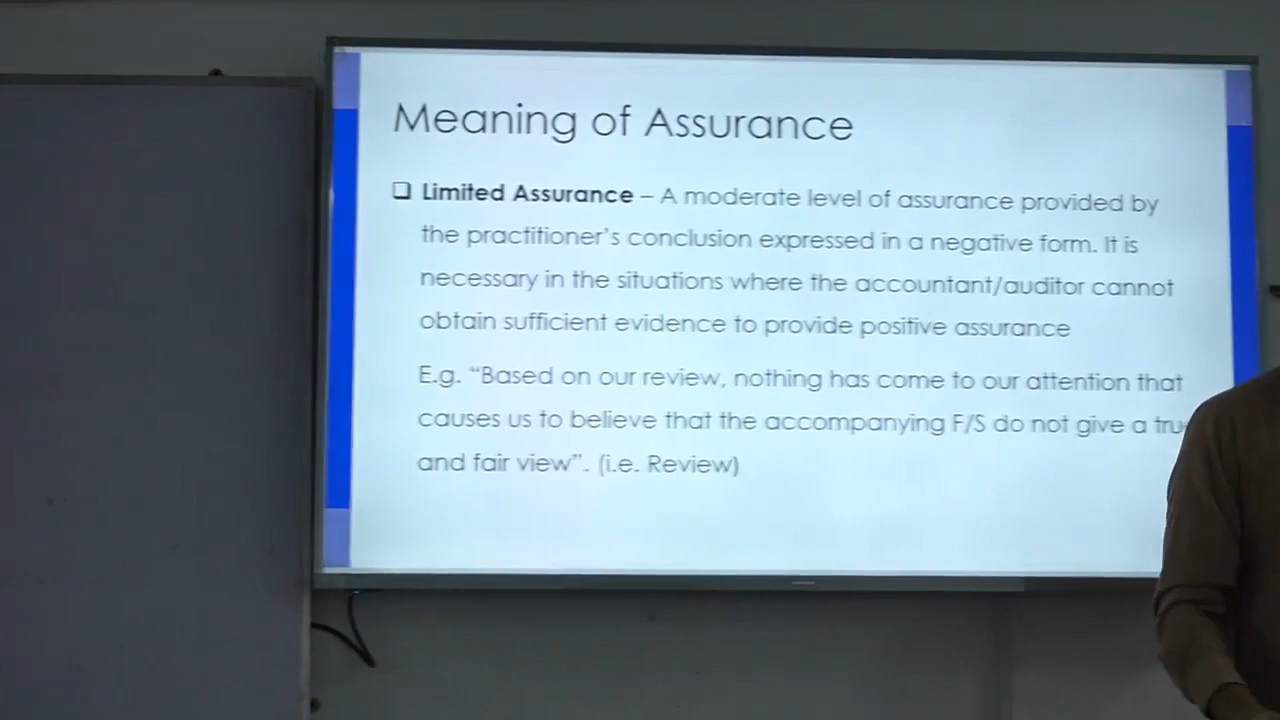 Meaning of Assurance
❑ Limited Assurance – A moderate level of assurance provided by
the practitioner's conclusion expressed in a negative form. It is
necessary in the situations where the accountant/auditor cannot
obtain sufficient evidence to provide positive assurance
E.g. “Based on our review, nothing has come to our attention that
causes us to believe that the accompanying F/S do not give a
and fair view”. (i.e. Review)